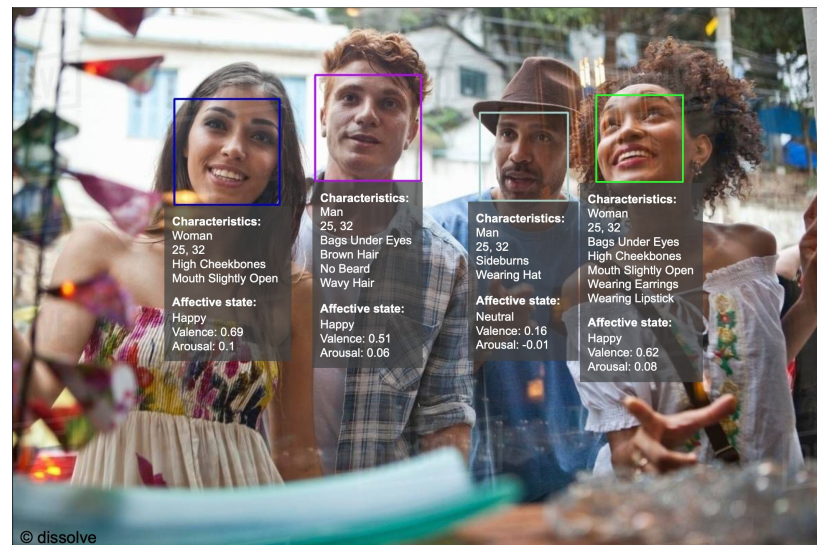 Characteristics:
Woman
25, 32
High Cheekbones
Mouth Slightly Open
Affective state:
Happy
Valence: 0.69
Arousal: 0.1
Characteristics:
Man
25, 32
Bags Under Eyes
Brown Hair
No Beard
Wavy Hair
Affective state:
Happy
Valence: 0.51
Arousal: 0.06
Characteristics:
Man
25, 32
Sideburns
Wearing Hat
Affective state:
Neutral
Valence: 0.16
Arousal: -0.01
Characteristics:
Woman
25, 32
Bags Under Eyes
High Cheekbones
Mouth Slightly Open
Wearing Earrings
Wearing Lipstick
Affective state:
Happy
Valence: 0.62
Arousal: 0.08
© dissolve